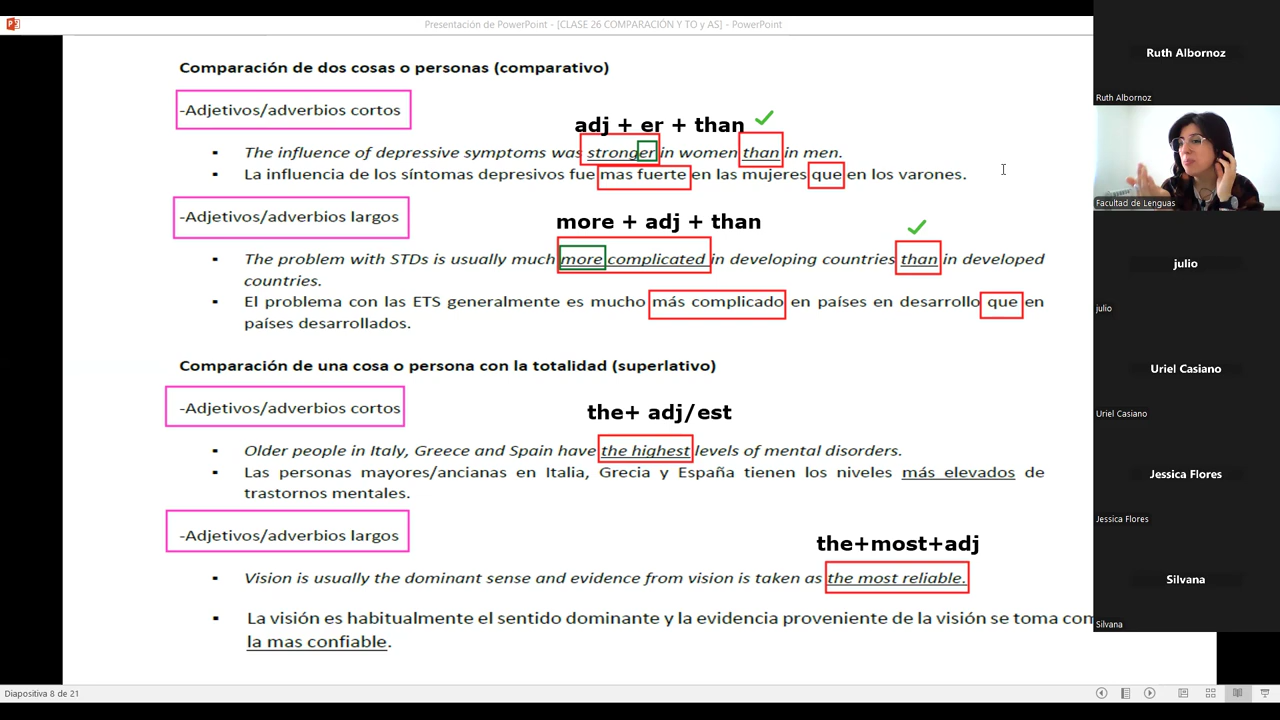 Presentación de PowerPoint - [CLASE 26 COMPARACIÓN Y TO y AS] - PowerPoint
Comparación de dos cosas o personas (comparativo)
-Adjetivos/adverbios cortos
adj + er + than
▪ The influence of depressive symptoms was stronger in women than in men.
▪ La influencia de los síntomas depresivos fue mas fuerte en las mujeres que en los varones.
-Adjetivos/adverbios largos
more + adj + than
▪ The problem with STDs is usually much more complicated in developing countries than in developed
countries.
▪ El problema con las ETS generalmente es mucho más complicado en países en desarrollo que en
países desarrollados.
Comparación de una cosa o persona con la totalidad (superlativo)
-Adjetivos/adverbios cortos
the+ adj/est
▪ Older people in Italy, Greece and Spain have the highest levels of mental disorders.
▪ Las personas mayores/ancianas en Italia, Grecia y España tienen los niveles más elevados de
trastornos mentales.
-Adjetivos/adverbios largos
the+most+adj
▪ Vision is usually the dominant sense and evidence from vision is taken as the most reliable.
▪ La visión es habitualmente el sentido dominante y la evidencia proveniente de la visión se toma com
la mas confiable.
Diapositiva 8 de 21
Ruth Albornoz
Ruth Albornoz
Facultad de Lenguas
julio
julio
Uriel Casiano
Uriel Casiano
Jessica Flores
Jessica Flores
Silvana
Silvana